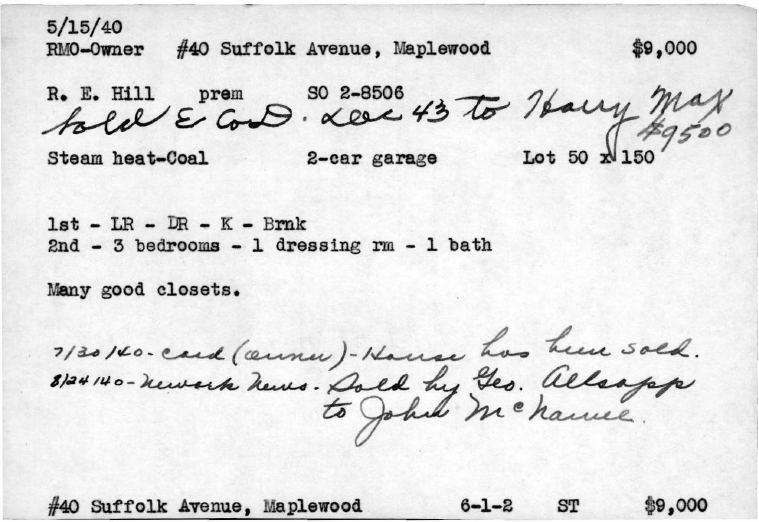 5/15/40
RMO-Owner #40 Suffolk Avenue, Maplewood $9,000
R. E. Hill prem SO 2-8506
Sold E Dec 43 to Harry Max
$9500
Steam heat-Coal 2-car garage Lot 50 x 150
1st - LR - DR - K - Brnk
2nd - 3 bedrooms - 1 dressing rm - 1 bath
Many good closets.
7/30/40 - card (owner) - House has been sold.
8/24/40 - Newark News. Sold by Geo. Allsopp
to John McNamee.
#40 Suffolk Avenue, Maplewood 6-1-2 ST $9,000